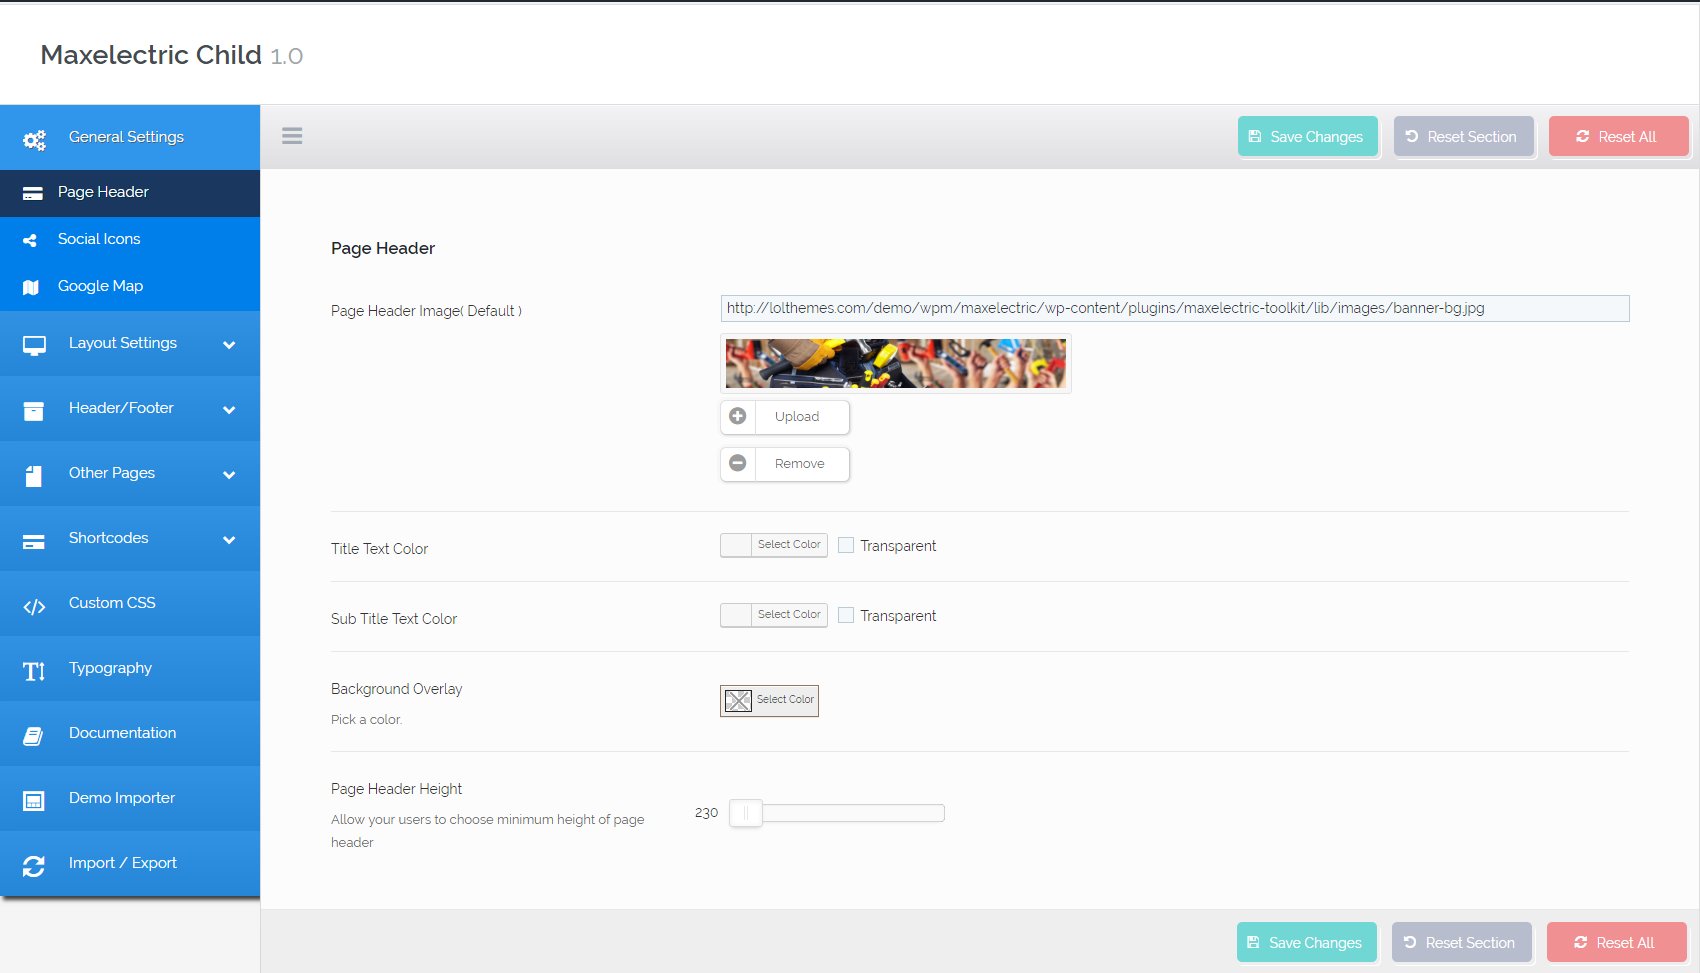 Maxelectric Child 1.0
General Settings
Save Changes
Reset Section
Reset All
Page Header
Social Icons
Google Map
Layout Settings
Header/Footer
Other Pages
Shortcodes
Custom CSS
Typography
Documentation
Demo Importer
Import / Export
Page Header
Page Header Image( Default )
http://lolthemes.com/demo/wpm/maxelectric/wp-content/plugins/maxelectric-toolkit/lib/images/banner-bg.jpg
Upload
Remove
Title Text Color
Select Color
Transparent
Sub Title Text Color
Select Color
Transparent
Background Overlay
Pick a color.
Select Color
Page Header Height
Allow your users to choose minimum height of page
header
230
Save Changes
Reset Section
Reset All